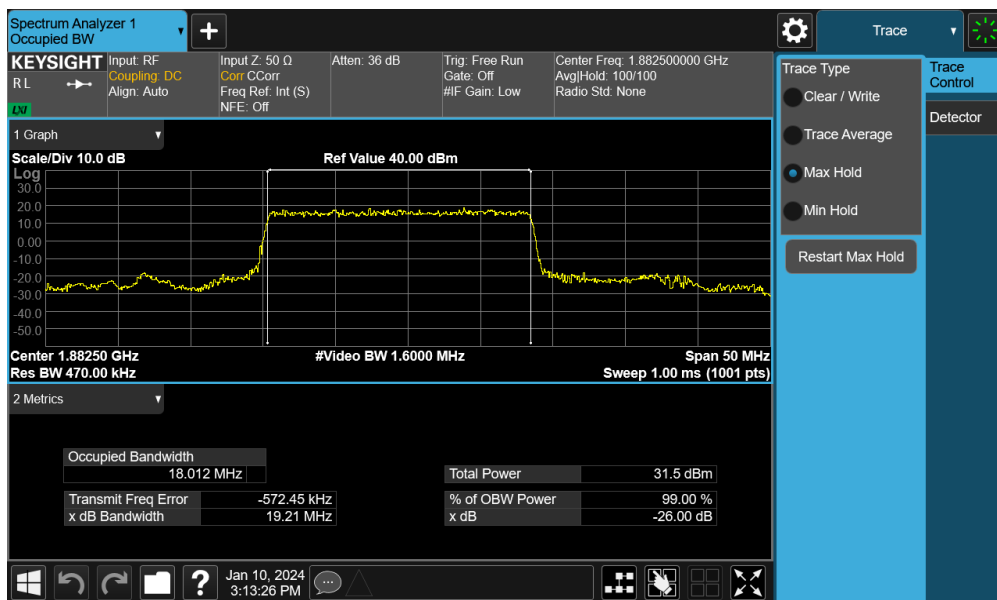 Spectrum Analyzer 1
Occupied BW
+
Trace
KEYSIGHT
Input: RF
Input Z: 50 Ω
Atten: 36 dB
Trig: Free Run
Center Freq: 1.882500000 GHz
R L
Coupling: DC
Corr CCorr
Gate: Off
Avg|Hold: 100/100
Align: Auto
Freq Ref: Int (S)
#IF Gain: Low
Radio Std: None
NFE: Off
LXI
Trace Type
Trace
Control
Clear / Write
Detector
Trace Average
Max Hold
Min Hold
Restart Max Hold
1 Graph
Scale/Div 10.0 dB
Ref Value 40.00 dBm
Log
30.0
20.0
10.0
0.00
-10.0
-20.0
-30.0
-40.0
-50.0
Center 1.88250 GHz
#Video BW 1.6000 MHz
Span 50 MHz
Res BW 470.00 kHz
Sweep 1.00 ms (1001 pts)
2 Metrics
Occupied Bandwidth
18.012 MHz
Total Power
31.5 dBm
Transmit Freq Error
-572.45 kHz
% of OBW Power
99.00 %
x dB Bandwidth
19.21 MHz
x dB
-26.00 dB
?
Jan 10, 2024
3:13:26 PM